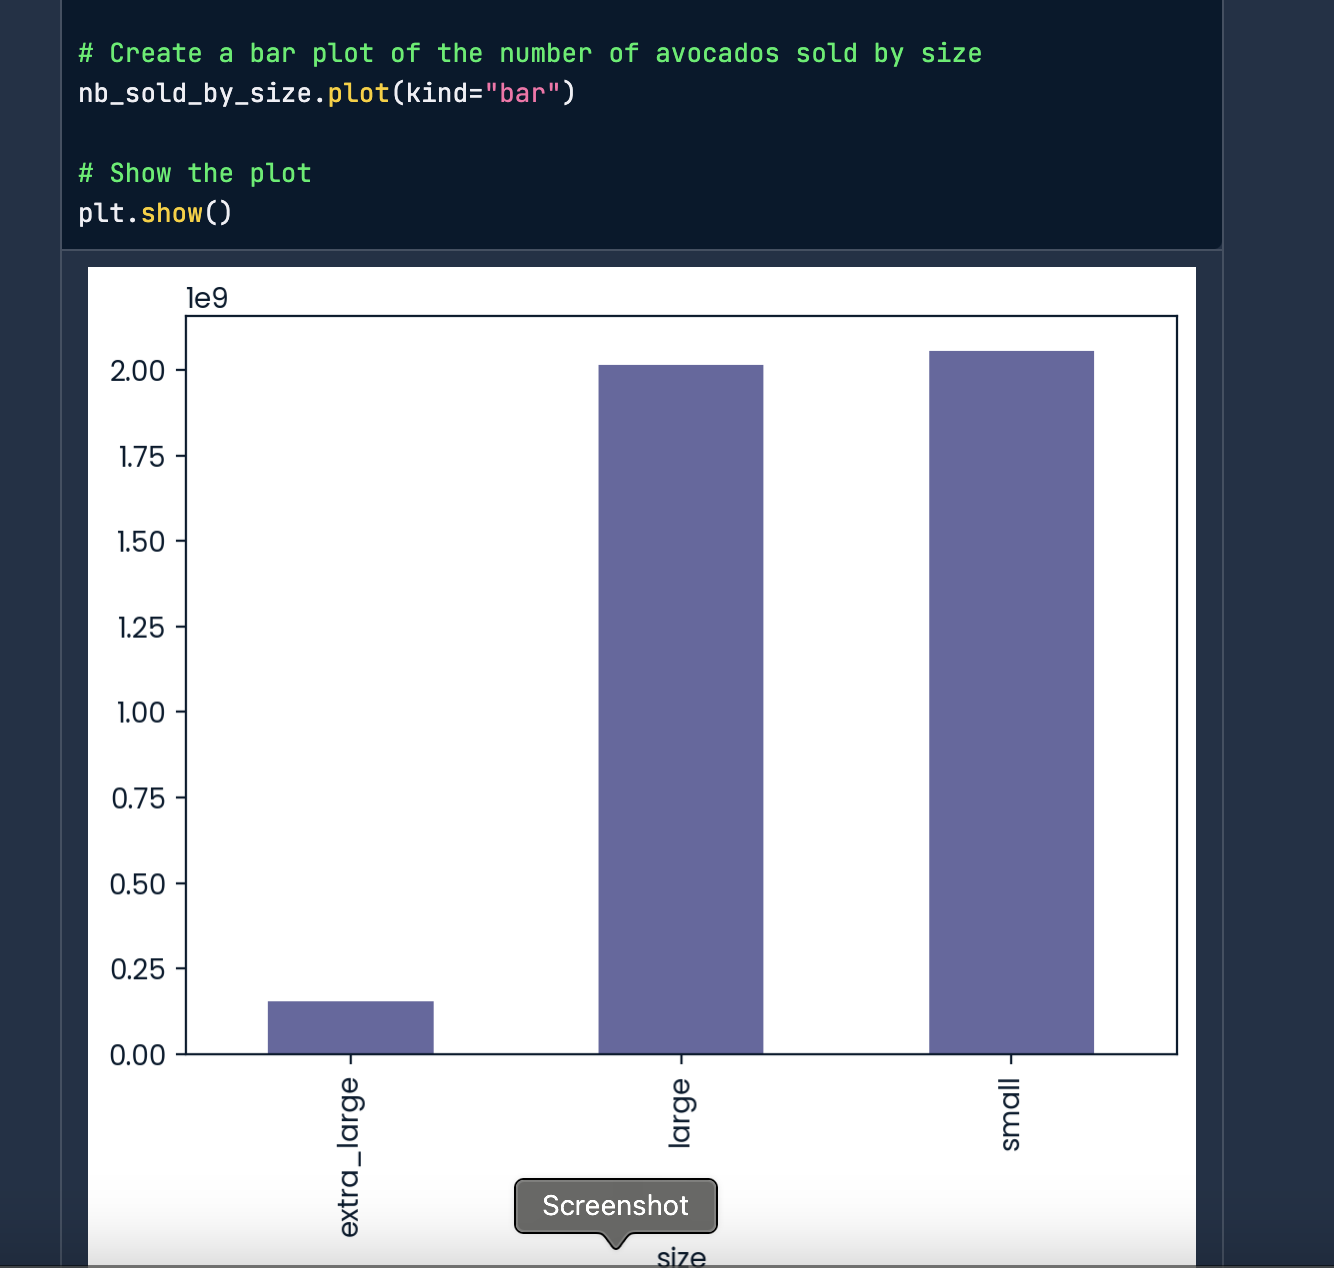 # Create a bar plot of the number of avocados sold by size
nb_sold_by_size.plot(kind="bar")
# Show the plot
plt.show()
1e9
2.00
1.75
1.50
1.25
1.00
0.75
0.50
0.25
0.00
extra_large
large
small
Screenshot
size